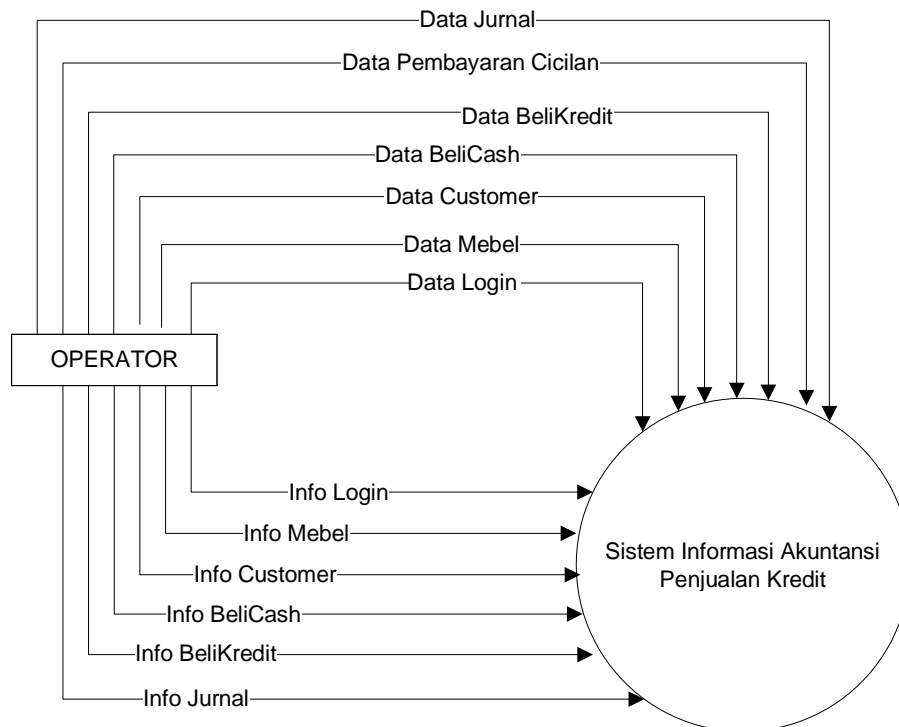 Data Jurnal
Data Pembayaran Cicilan
Data BeliKredit
Data BeliCash
Data Customer
Data Mebel
Data Login
OPERATOR
Info Login
Info Mebel
Info Customer
Info BeliCash
Info BeliKredit
Info Jurnal
Sistem Informasi Akuntansi
Penjualan Kredit